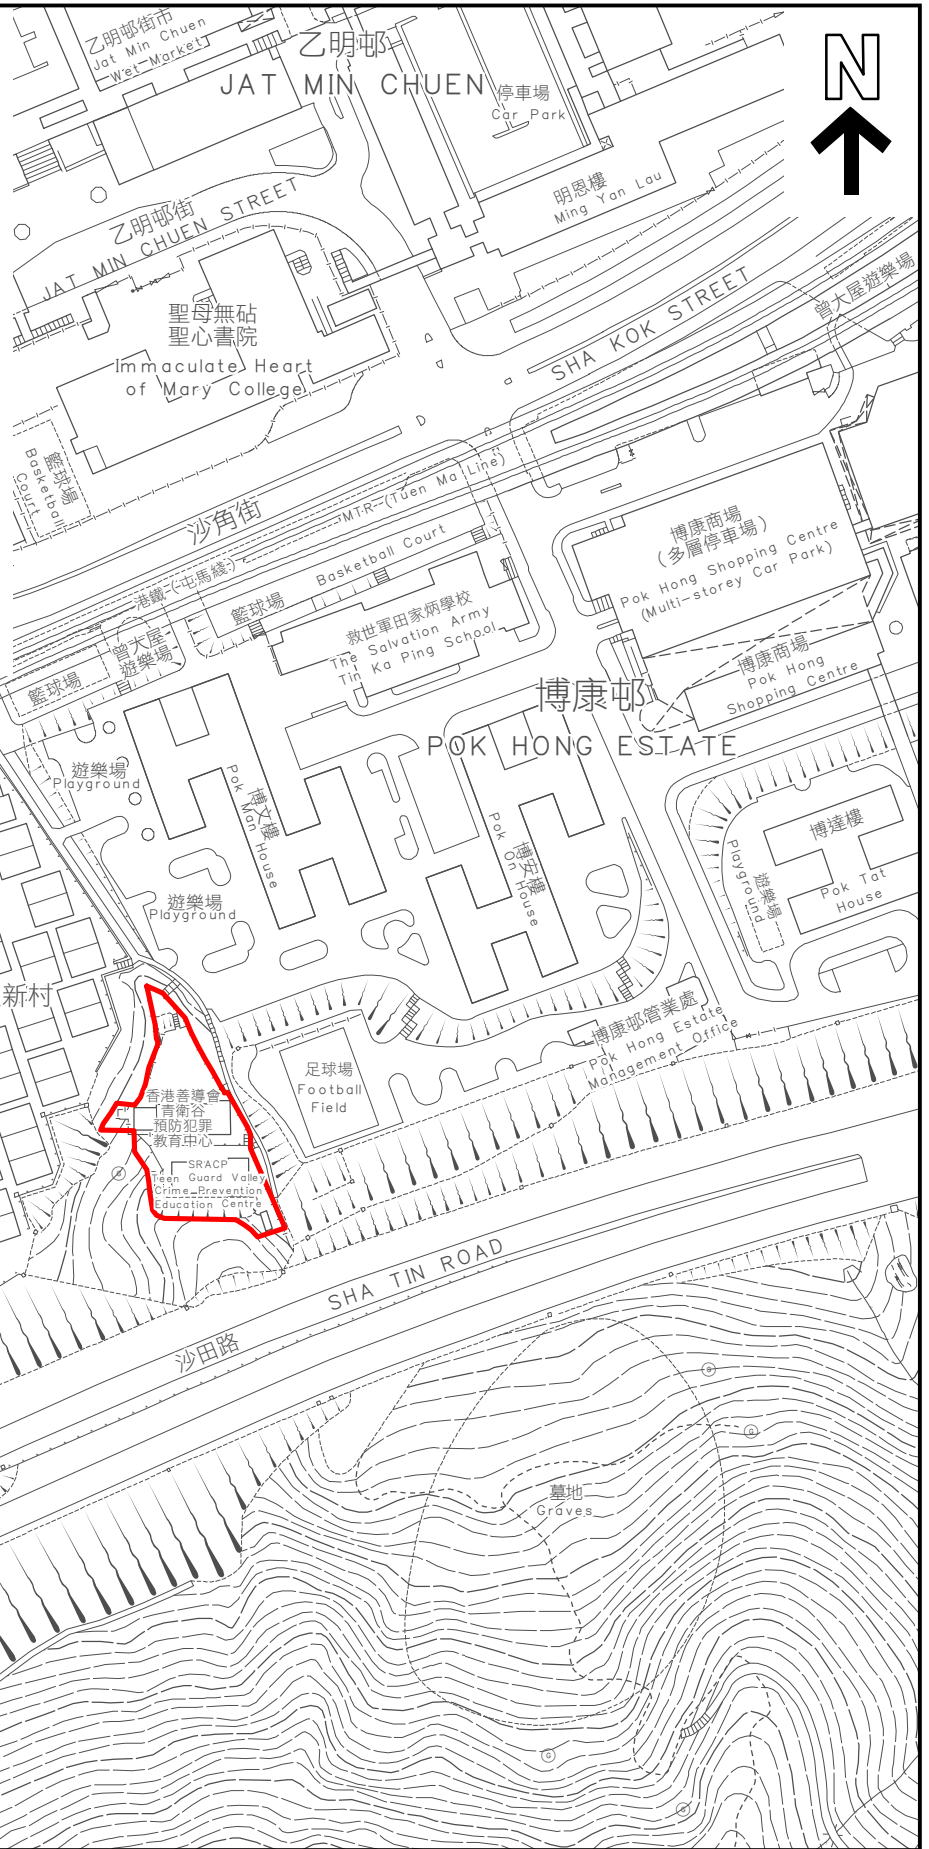 乙明邨街市
Jat Min Chuen
Wet Market
乙明邨
JAT MIN CHUEN
停車場
Car Park
N
明恩樓
Ming Yan Lau
乙明邨街
JAT MIN CHUEN STREET
聖母無玷
聖心書院
Immaculate Heart
of Mary College
SHA KOK STREET
曾大屋遊樂場
籃球場
Basketball
Court
沙角街
MTR (Tuen Ma Line)
港鐵 (屯馬綫)
Basketball Court
籃球場
博康商場
(多層停車場)
Pok Hong Shopping Centre
(Multi-storey Car Park)
救世軍田家炳學校
The Salvation Army
Tin Ka Ping School
曾大屋
遊樂場
籃球場
博康商場
Pok Hong
Shopping Centre
博康邨
POK HONG ESTATE
遊樂場
Playground
博文樓
Pok Man House
博安樓
Pok On House
博達樓
Pok Tat
House
遊樂場
Playground
遊樂場
Playground
新村
博康邨管業處
Pok Hong Estate
Management Office
足球場
Football
Field
香港善導會
青衛谷
預防犯罪
教育中心
SRACP
Teen Guard Valley
Crime Prevention
Education Centre
SHA TIN ROAD
沙田路
墓地
Graves
G
G
G
G
G